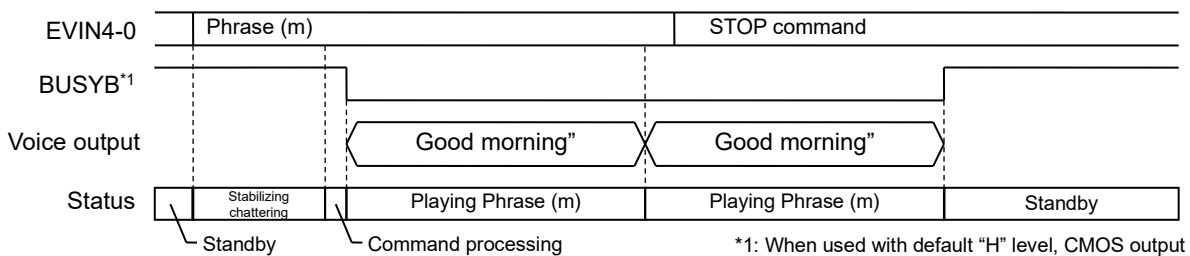 EVIN4-0
Phrase (m)
STOP command
BUSYB*1
Voice output
Good morning”
Good morning”
Status
Stabilizing
chattering
Playing Phrase (m)
Playing Phrase (m)
Standby
Standby
Command processing
*1: When used with default “H” level, CMOS output